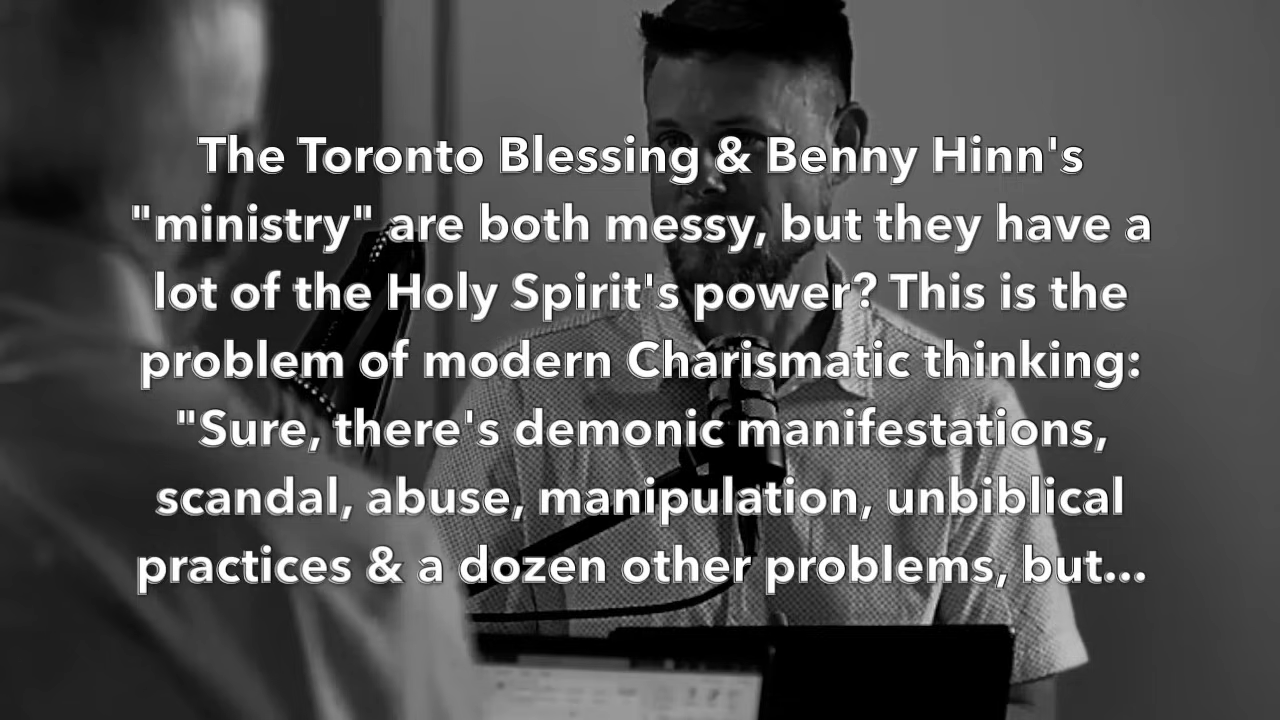 The Toronto Blessing & Benny Hinn's
"ministry" are both messy, but they have a
lot of the Holy Spirit's power? This is the
problem of modern Charismatic thinking:
"Sure, there's demonic manifestations,
scandal, abuse, manipulation, unbiblical
practices & a dozen other problems, but...